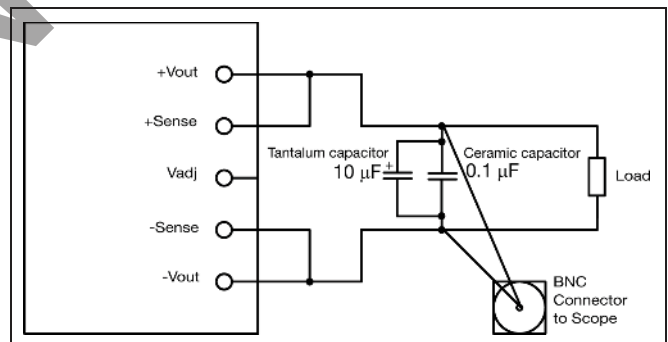 +Vout
+Sense
Vadj
-Sense
-Vout
Tantalum capacitor
10 µF
+
Ceramic capacitor
0.1 µF
Load
BNC
Connector
to Scope